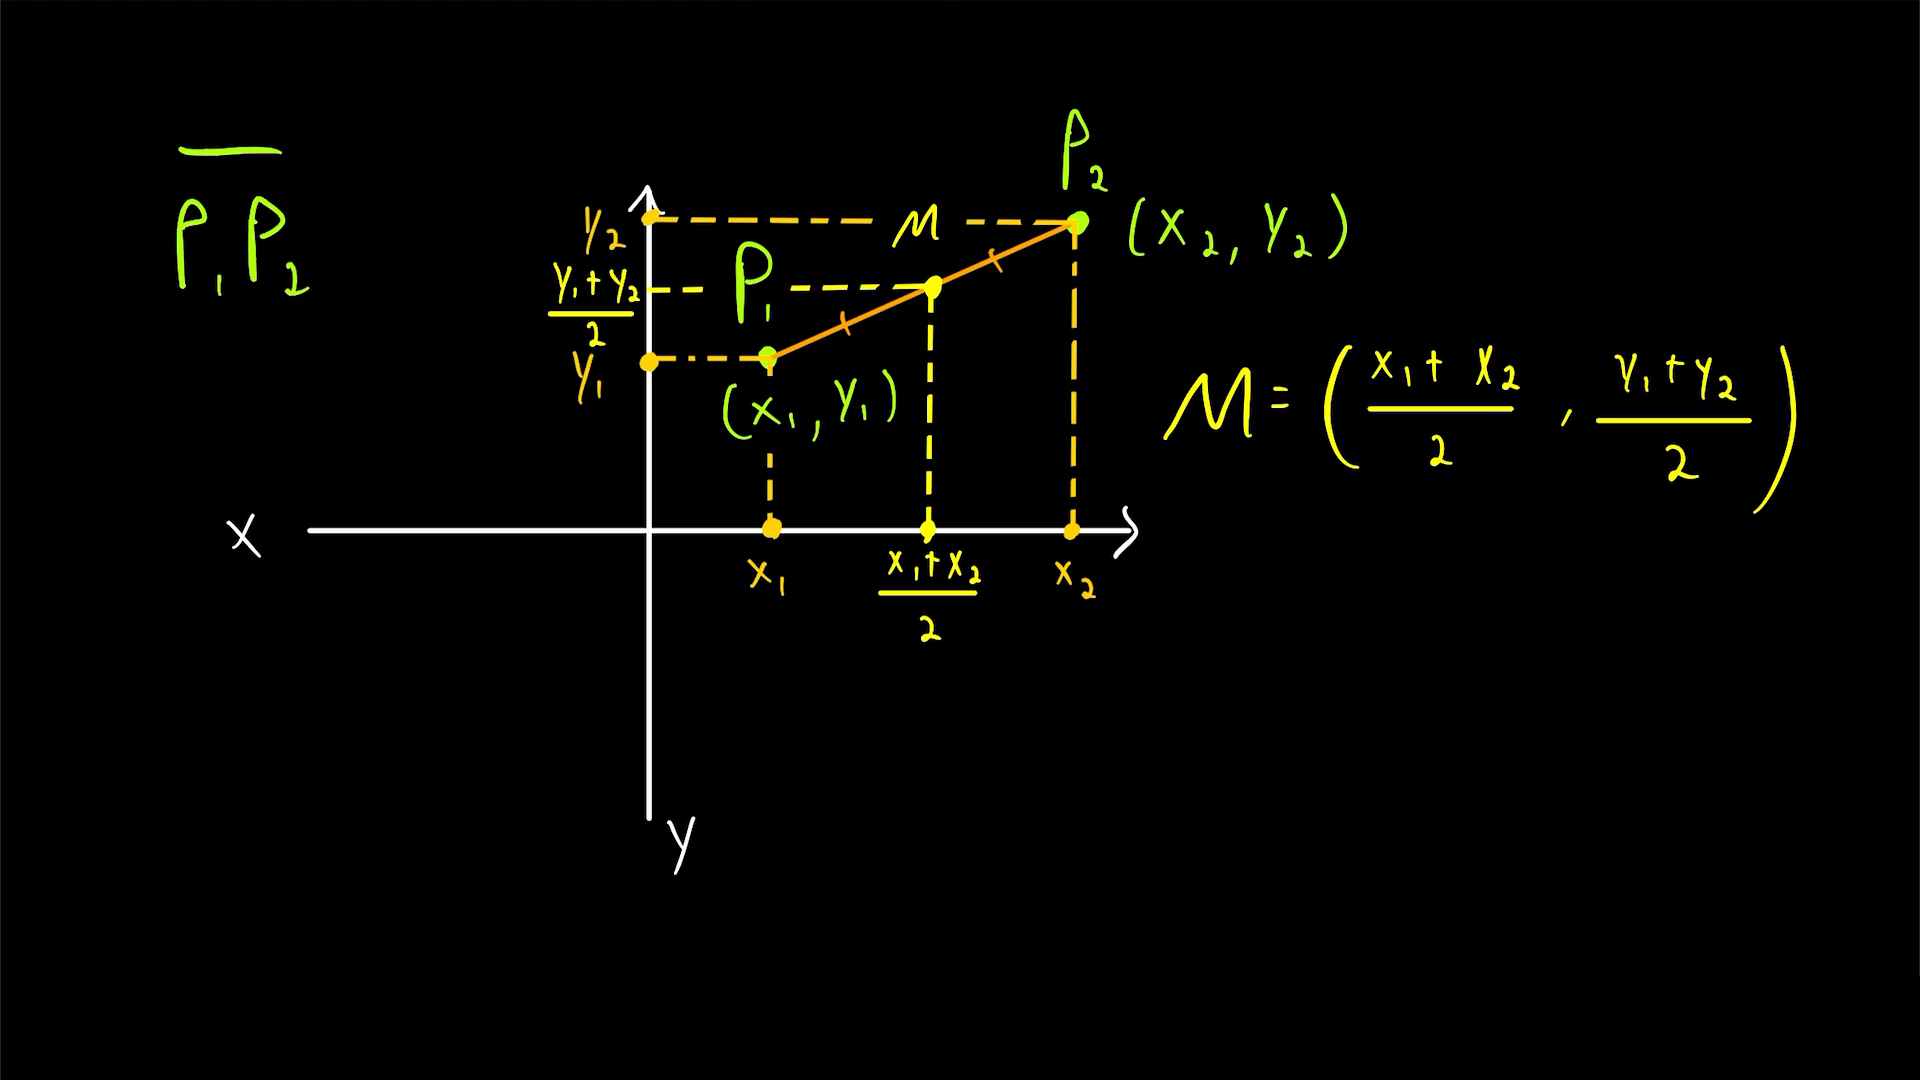 P₂
P₁P₂
y₂
M
(x₂, y₂)
P₁
(y₁+y₂)/2
y₁
(x₁, y₁)
M = ((x₁+x₂)/2, (y₁+y₂)/2)
x
x₁
(x₁+x₂)/2
x₂
y